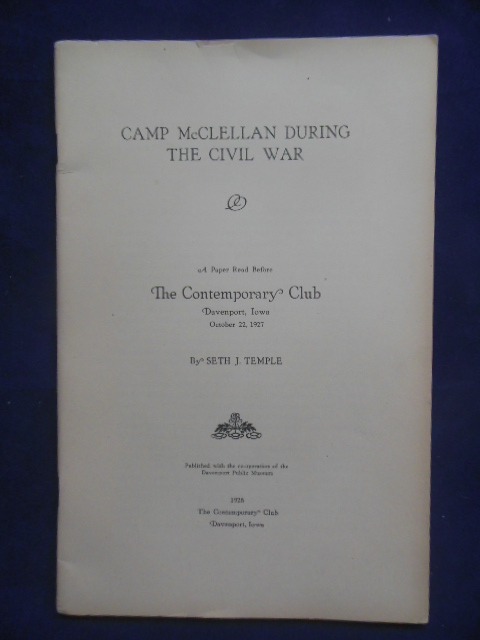 CAMP McCLELLAN DURING
THE CIVIL WAR
A Paper Read Before
The Contemporary Club
Davenport, Iowa
October 22, 1927
By SETH J. TEMPLE
Published with the co-operation of the
Davenport Public Museum
1928
The Contemporary Club
Davenport, Iowa